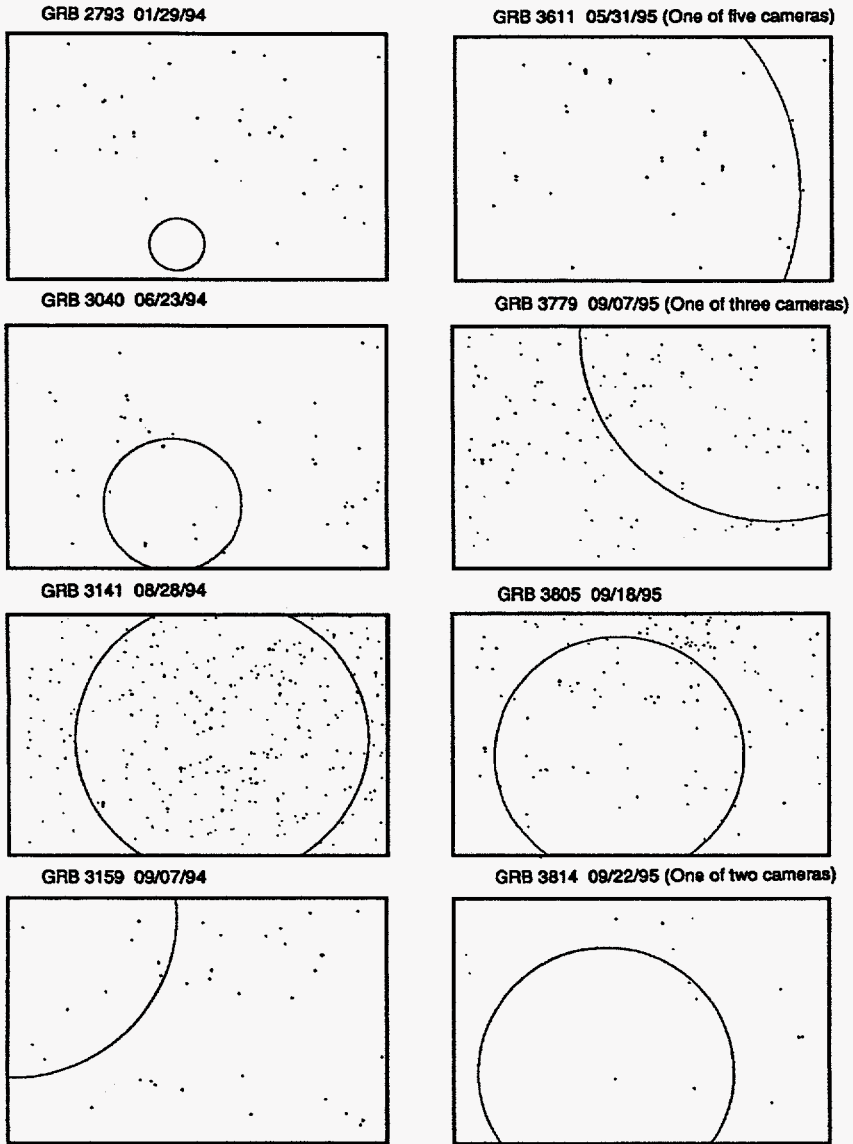 GRB 2793 01/29/94
GRB 3611 05/31/95 (One of five cameras)
GRB 3040 06/23/94
GRB 3779 09/07/95 (One of three cameras)
GRB 3141 08/28/94
GRB 3805 09/18/95
GRB 3159 09/07/94
GRB 3814 09/22/95 (One of two cameras)